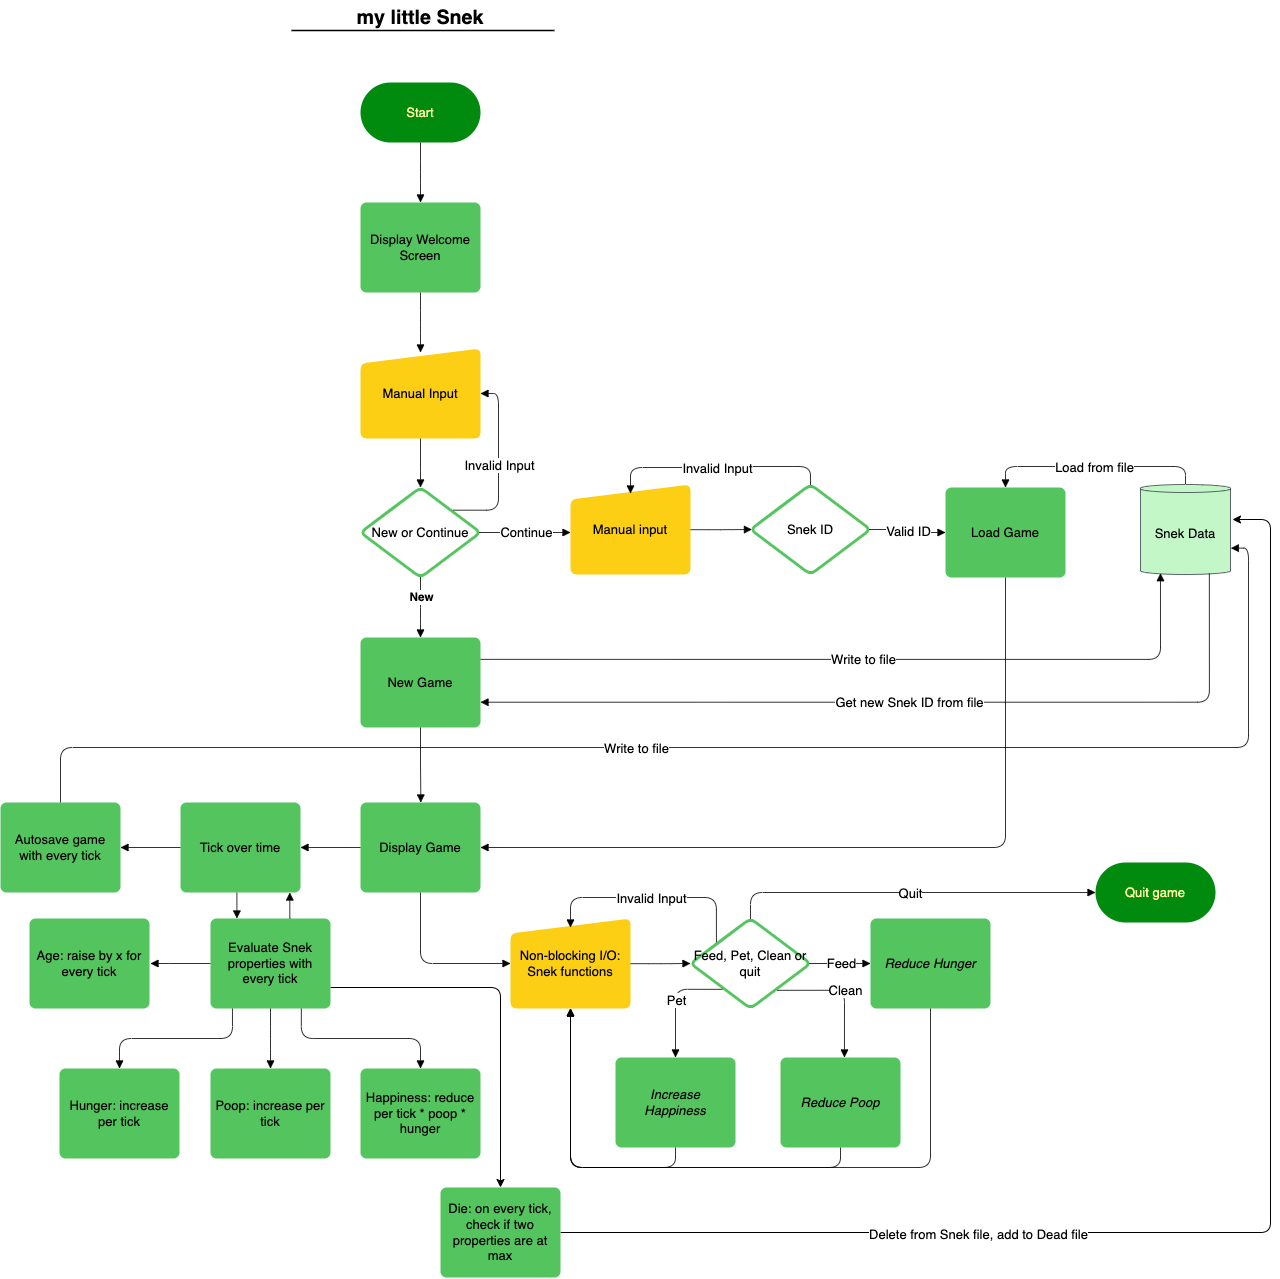 my little Snek
Start
Display Welcome
Screen
Manual Input
Invalid Input
New or Continue
Continue
Manual input
Invalid Input
Snek ID
Valid ID
Load Game
Load from file
Snek Data
New
New Game
Write to file
Get new Snek ID from file
Write to file
Autosave game
with every tick
Tick over time
Display Game
Quit
Quit game
Invalid Input
Age: raise by x for
every tick
Evaluate Snek
properties with
every tick
Non-blocking I/O:
Snek functions
Feed, Pet, Clean or
quit
Feed
Reduce Hunger
Pet
Clean
Hunger: increase
per tick
Poop: increase per
tick
Happiness: reduce
per tick * poop *
hunger
Increase
Happiness
Reduce Poop
Die: on every tick,
check if two
properties are at
max
Delete from Snek file, add to Dead file